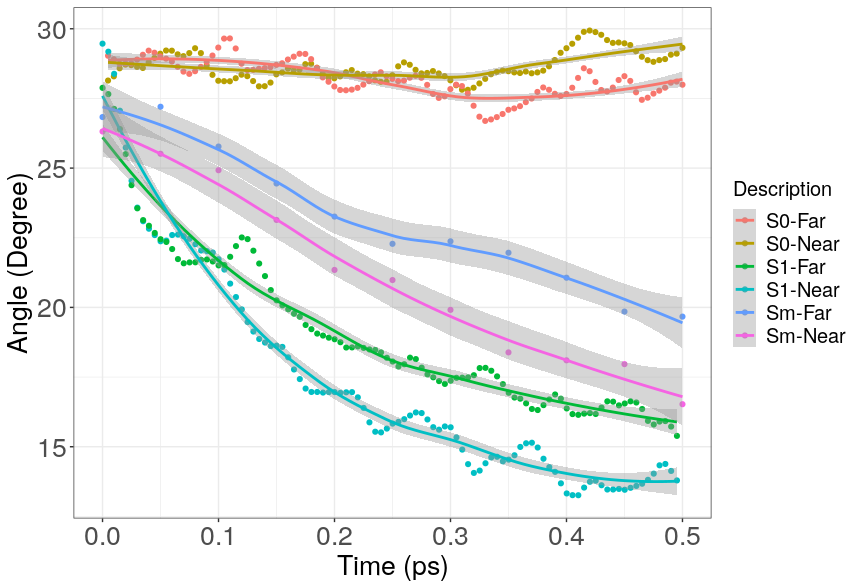 30
25
20
15
Angle (Degree)
0.0 0.1 0.2 0.3 0.4 0.5
Time (ps)
Description
S0-Far
S0-Near
S1-Far
S1-Near
Sm-Far
Sm-Near